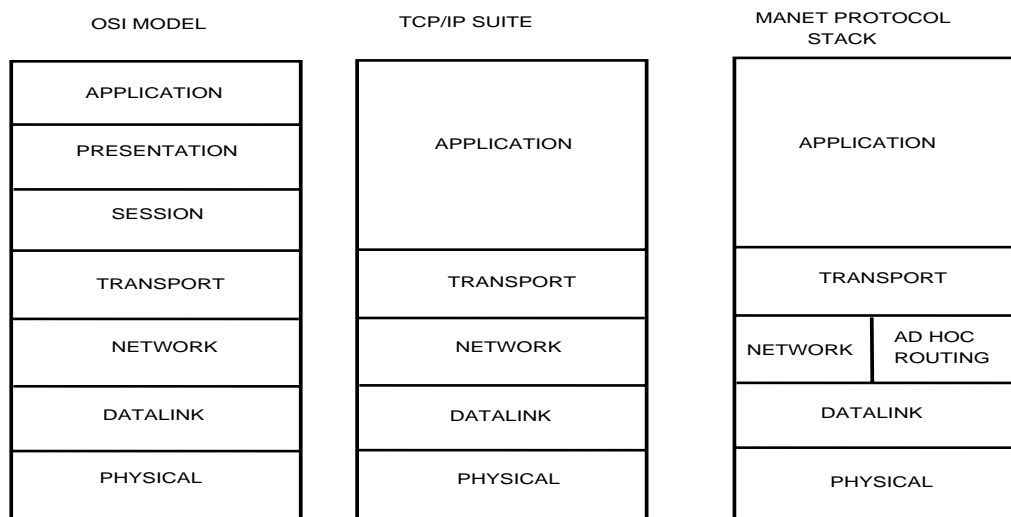 OSI MODEL
APPLICATION
PRESENTATION
SESSION
TRANSPORT
NETWORK
DATALINK
PHYSICAL
TCP/IP SUITE
APPLICATION
TRANSPORT
NETWORK
DATALINK
PHYSICAL
MANET PROTOCOL
STACK
APPLICATION
TRANSPORT
NETWORK
AD HOC
ROUTING
DATALINK
PHYSICAL